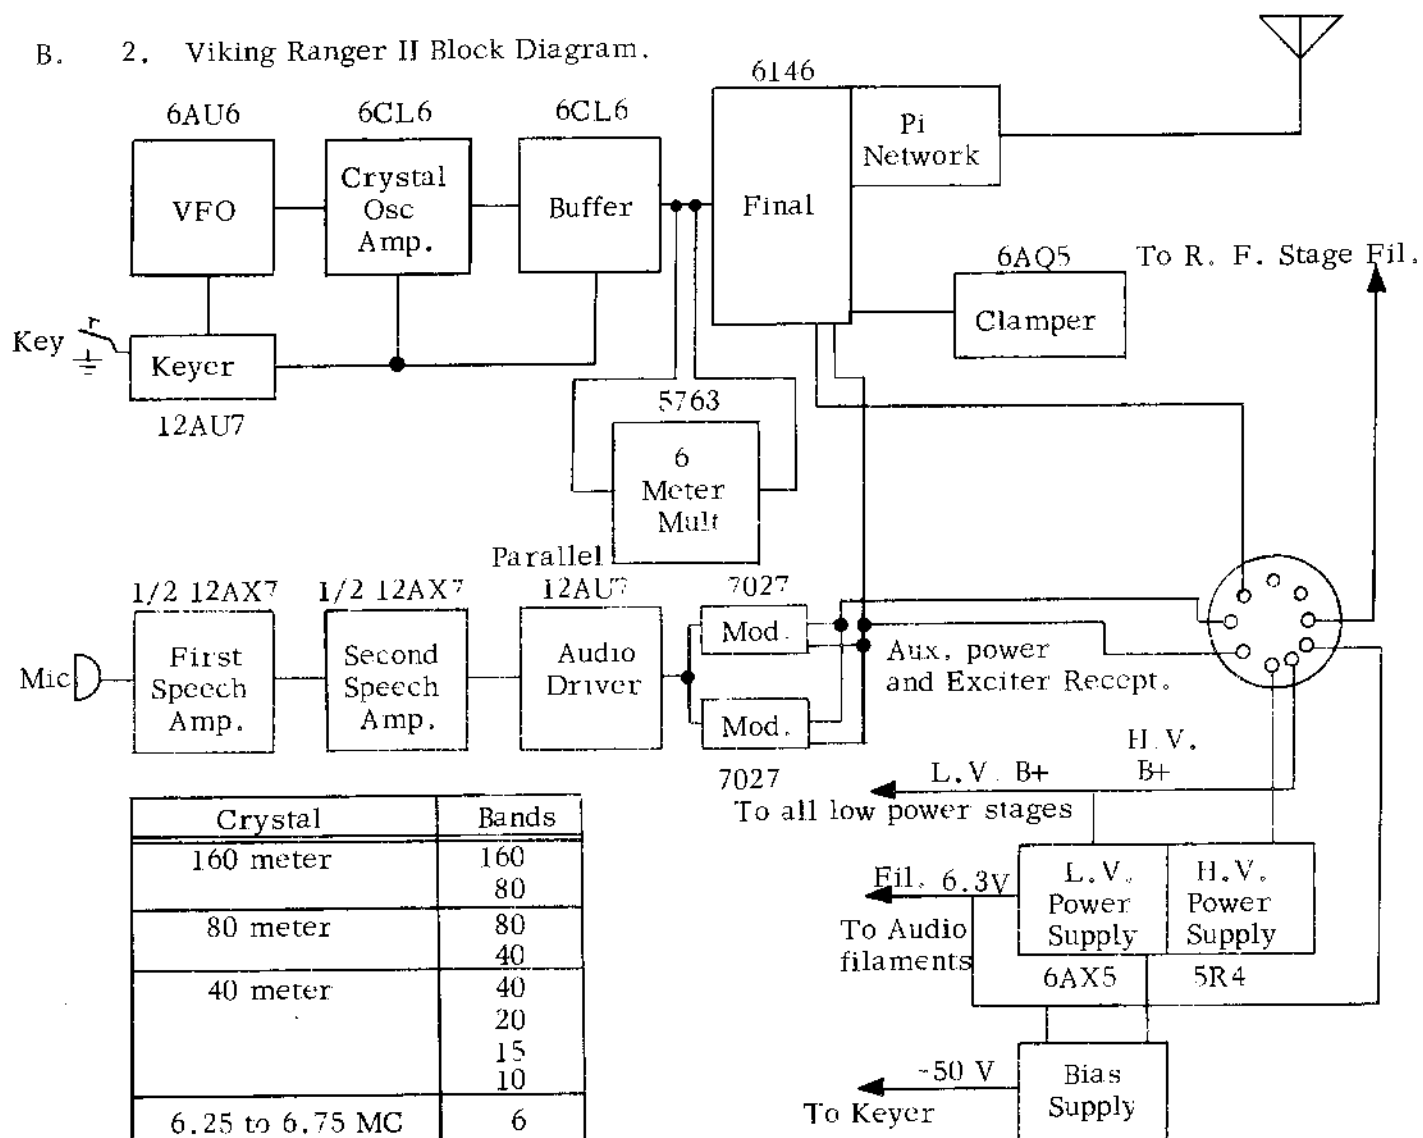 B. 2. Viking Ranger II Block Diagram.
6146
6AU6 6CL6 6CL6
Pi
Network
VFO
Crystal
Osc
Amp.
Buffer
Final
6AQ5
To R. F. Stage Fil.
Clamper
Key
Keyer
12AU7
5763
6
Meter
Mult
Parallel
1/2 12AX7 1/2 12AX7 12AU7 7027
Mic
First
Speech
Amp.
Second
Speech
Amp.
Audio
Driver
Mod.
Mod.
7027
Aux. power
and Exciter Recept.
H.V.
B+
L.V. B+
To all low power stages
Crystal Bands
160 meter 160
80
80 meter 80
40
40 meter 40
20
15
10
6.25 to 6.75 MC 6
Fil. 6.3V
To Audio
filaments
L.V.
Power
Supply
H.V.
Power
Supply
6AX5 5R4
-50 V
To Keyer
Bias
Supply